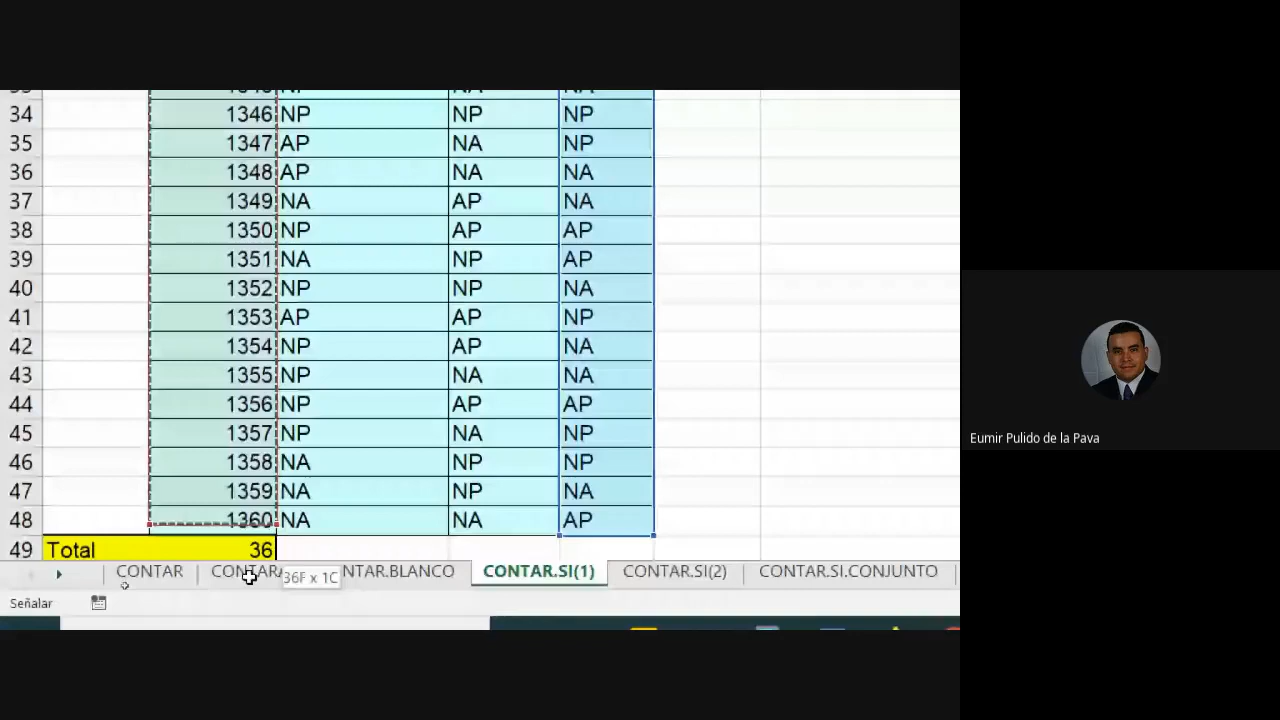 34 1346 NP NP NP
35 1347 AP NA NP
36 1348 AP NA NA
37 1349 NA AP NA
38 1350 NP AP AP
39 1351 NA NP AP
40 1352 NP NP NA
41 1353 AP AP NP
42 1354 NP AP NA
43 1355 NP NA NA
44 1356 NP AP AP
45 1357 NP NA NP
46 1358 NA NP NP
47 1359 NA NP NA
48 1360 NA NA AP
49 Total 36
CONTAR CONTARA 36F x 1C NTAR.BLANCO CONTAR.SI(1) CONTAR.SI(2) CONTAR.SI.CONJUNTO
Señalar
Eumir Pulido de la Pava